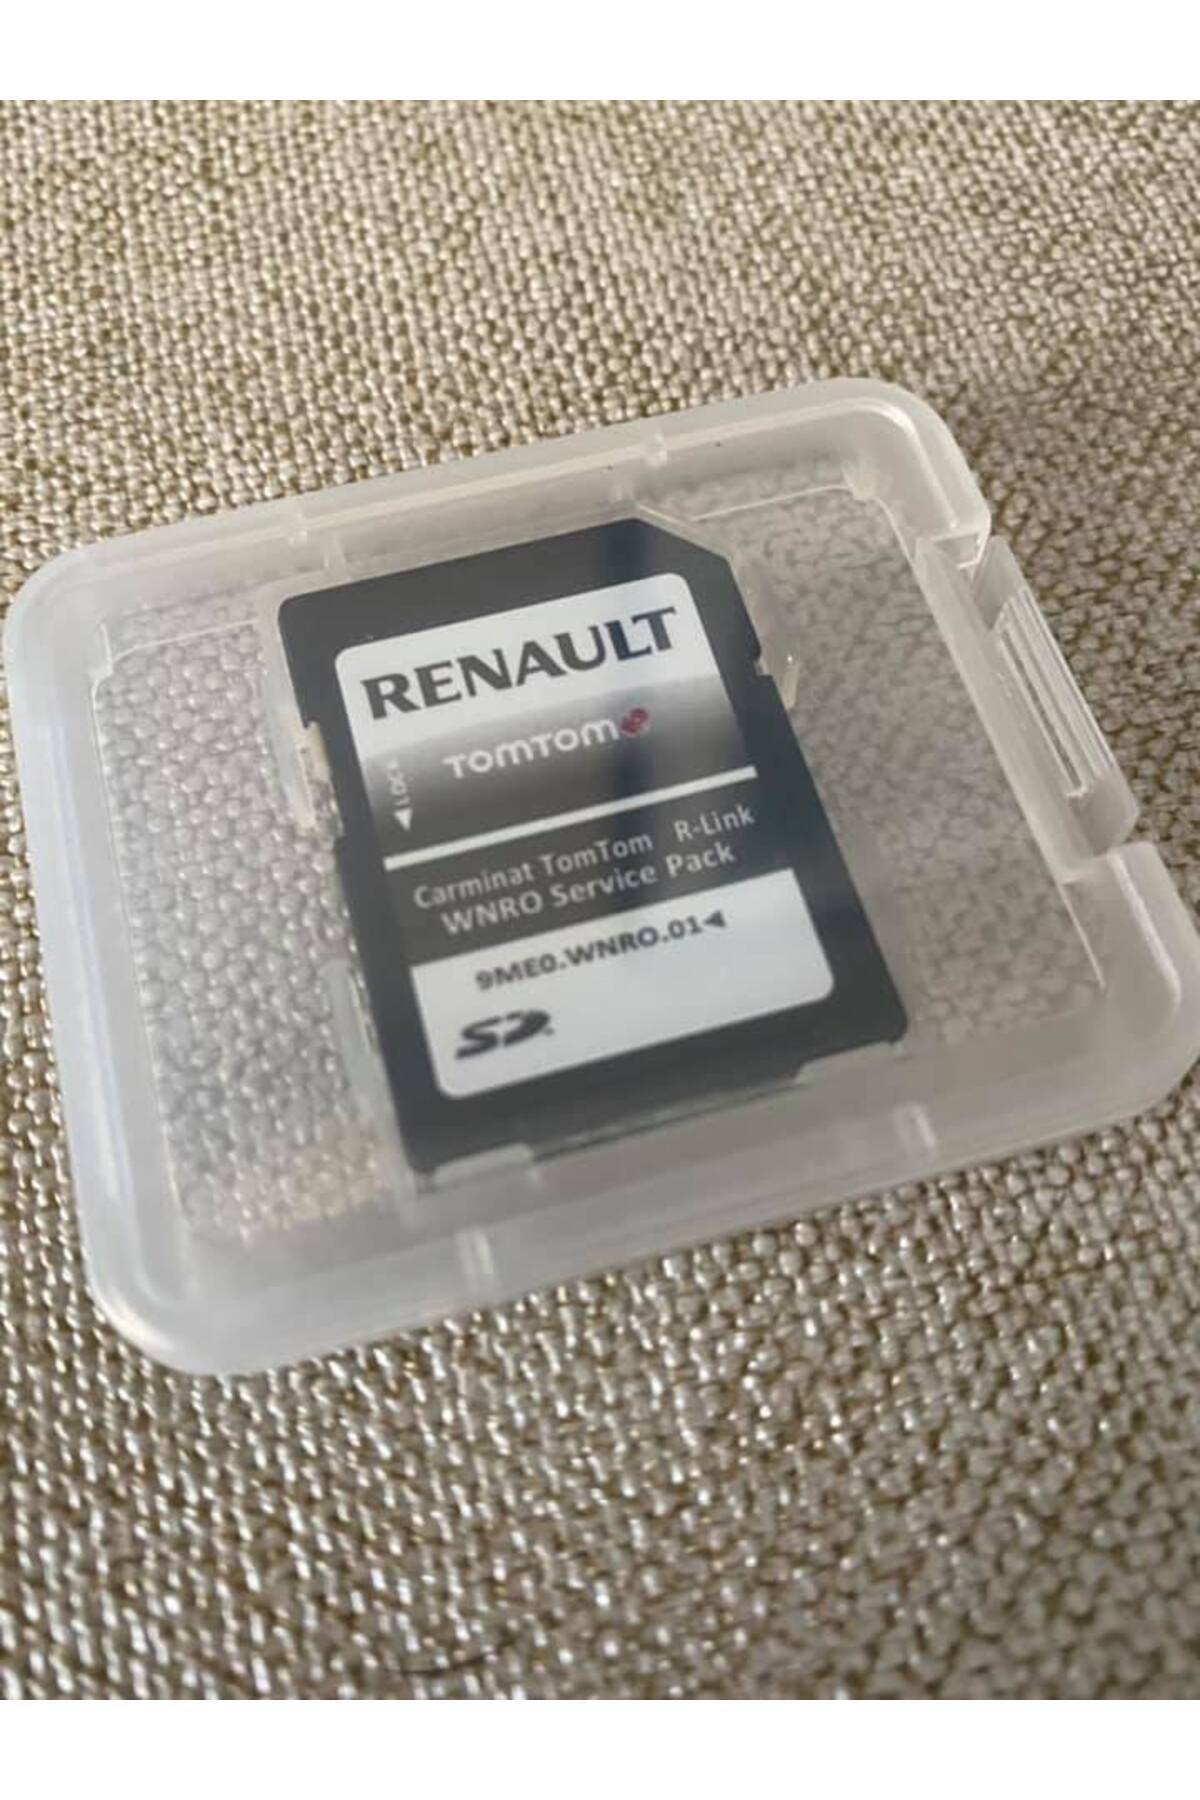 RENAULT
TOMTOM
LOCK
Carminat TomTom R-Link
WNRO Service Pack
9ME0.WNRO.01
SD